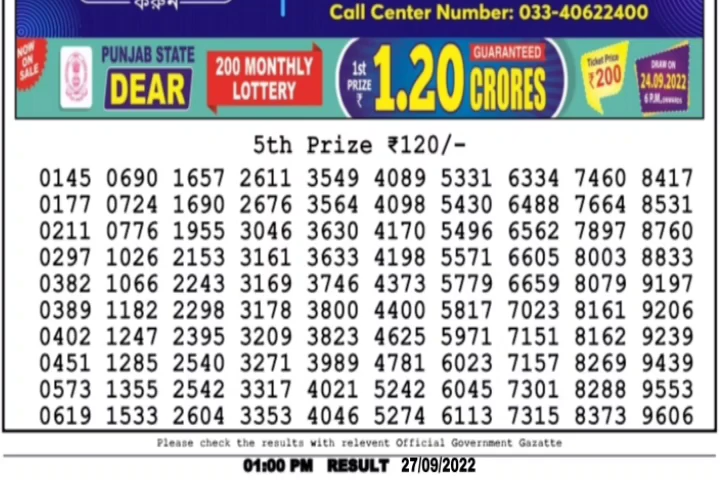 করুন
Call Center Number: 033-40622400
NOW ON SALE
PUNJAB STATE
DEAR
200 MONTHLY
LOTTERY
1st
PRIZE
₹
1.20
GUARANTEED
CRORES
Ticket Price
₹200
DRAW ON
24.09.2022
6 P.M. ONWARDS
5th Prize ₹120/-
0145 0690 1657 2611 3549 4089 5331 6334 7460 8417
0177 0724 1690 2676 3564 4098 5430 6488 7664 8531
0211 0776 1955 3046 3630 4170 5496 6562 7897 8760
0297 1026 2153 3161 3633 4198 5571 6605 8003 8833
0382 1066 2243 3169 3746 4373 5779 6659 8079 9197
0389 1182 2298 3178 3800 4400 5817 7023 8161 9206
0402 1247 2395 3209 3823 4625 5971 7151 8162 9239
0451 1285 2540 3271 3989 4781 6023 7157 8269 9439
0573 1355 2542 3317 4021 5242 6045 7301 8288 9553
0619 1533 2604 3353 4046 5274 6113 7315 8373 9606
Please check the results with relevent Official Government Gazatte
01:00 PM RESULT 27/09/2022